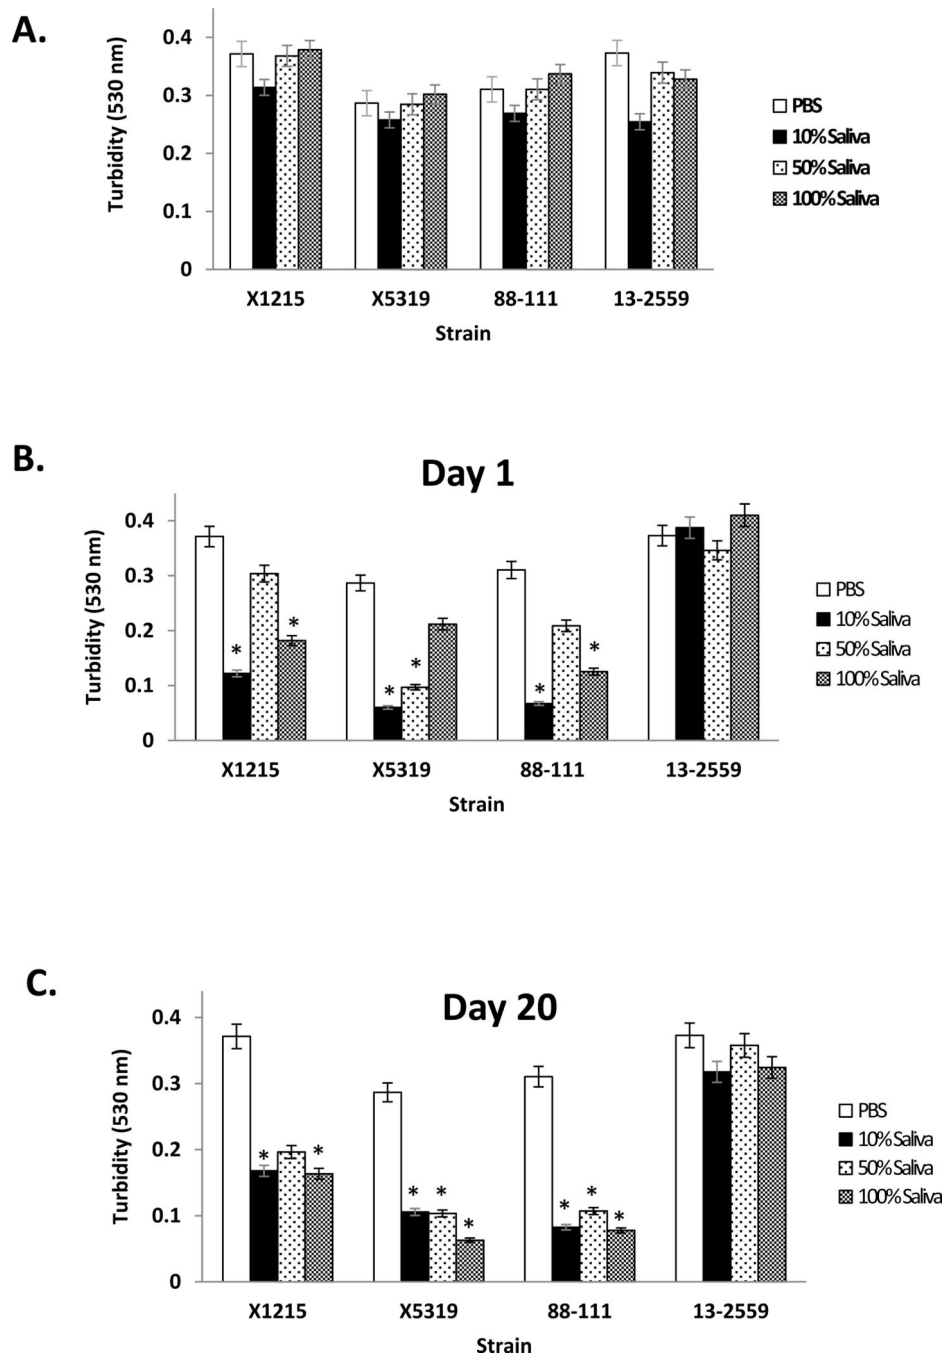 A.
Turbidity (530 nm)
0.4
0.3
0.2
0.1
0
X1215 X5319 88-111 13-2559
Strain
PBS
10% Saliva
50% Saliva
100% Saliva
B.
Day 1
Turbidity (530 nm)
0.4
0.3
0.2
0.1
0
* * * * * *
X1215 X5319 88-111 13-2559
Strain
PBS
10% Saliva
50% Saliva
100% Saliva
C.
Day 20
Turbidity (530 nm)
0.4
0.3
0.2
0.1
0
* * * * * * * *
X1215 X5319 88-111 13-2559
Strain
PBS
10% Saliva
50% Saliva
100% Saliva